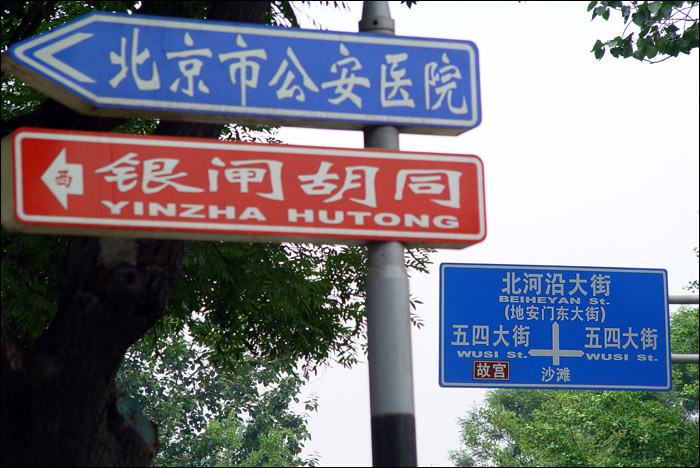 北京市公安医院
西
银闸胡同
YINZHA HUTONG
北河沿大街
BEIHEYAN St.
(地安门东大街)
五四大街 五四大街
WUSI St. WUSI St.
故宫
沙滩